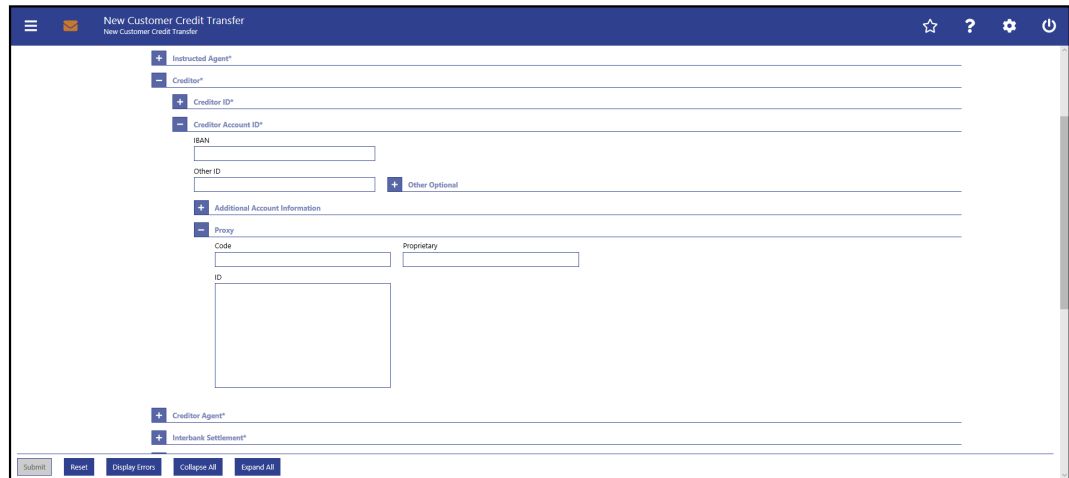 New Customer Credit Transfer
New Customer Credit Transfer
?
+ Instructed Agent*
− Creditor*
+ Creditor ID*
− Creditor Account ID*
IBAN
Other ID
+ Other Optional
+ Additional Account Information
− Proxy
Code Proprietary
ID
+ Creditor Agent*
+ Interbank Settlement*
Submit Reset Display Errors Collapse All Expand All